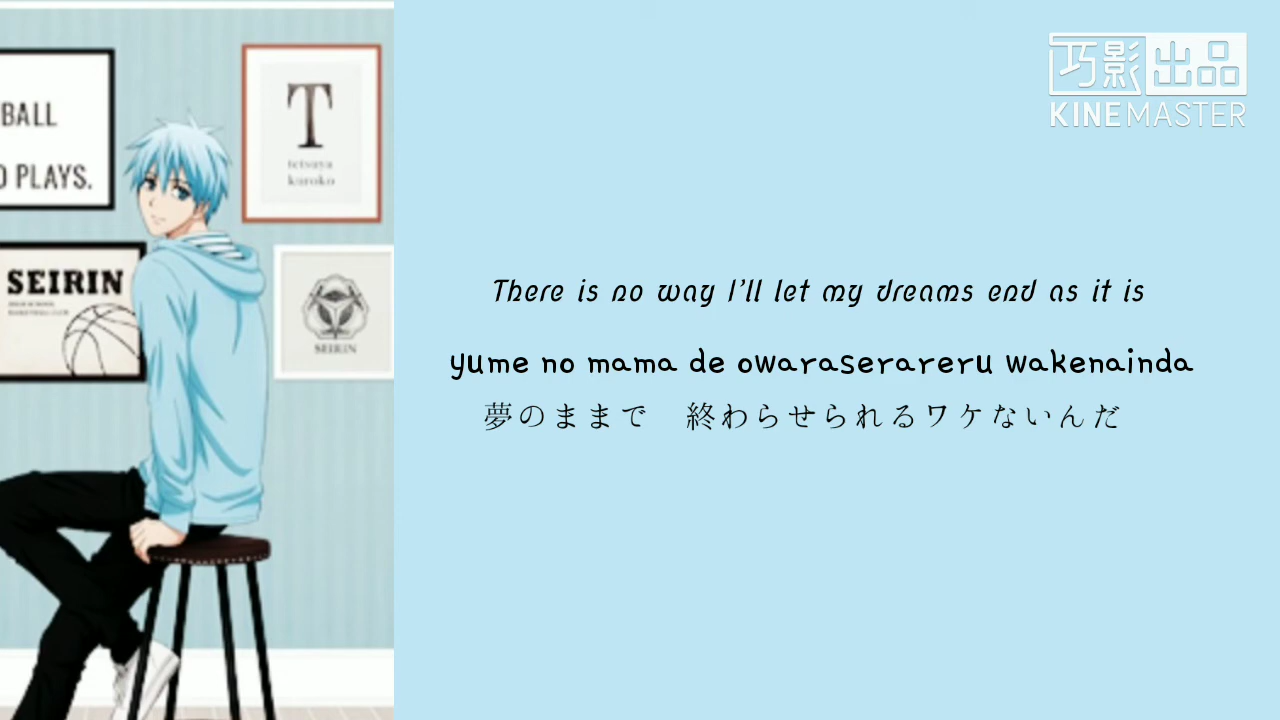 BALL
O PLAYS.
T
tetsuya
kuroko
SEIRIN
SEIRIN
巧影出品
KINEMASTER
There is no way I'll let my dreams end as it is
yume no mama de owaraserareru wakenainda
夢のままで　終わらせられるワケないんだ